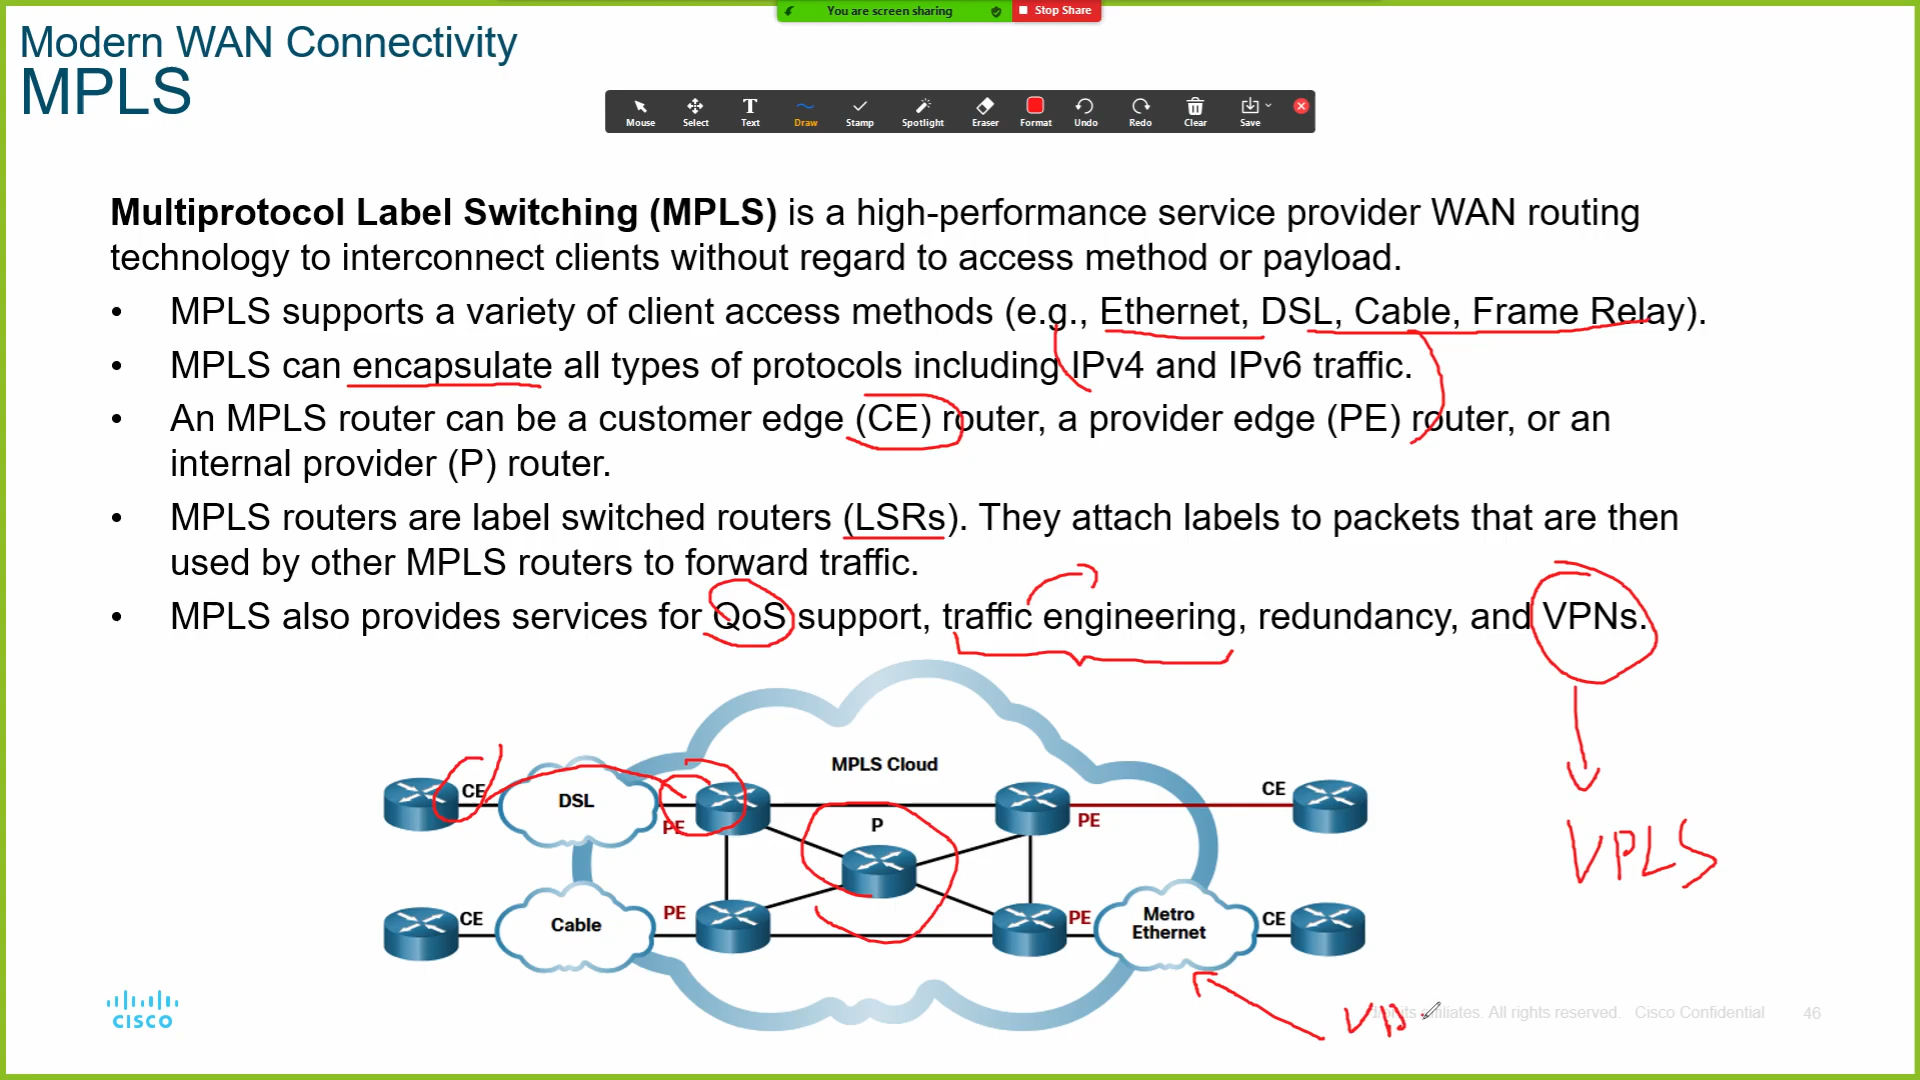 You are screen sharing
Stop Share
Modern WAN Connectivity
MPLS
Mouse Select Text Draw Stamp Spotlight Eraser Format Undo Redo Clear Save
Multiprotocol Label Switching (MPLS) is a high-performance service provider WAN routing
technology to interconnect clients without regard to access method or payload.
• MPLS supports a variety of client access methods (e.g., Ethernet, DSL, Cable, Frame Relay).
• MPLS can encapsulate all types of protocols including IPv4 and IPv6 traffic.
• An MPLS router can be a customer edge (CE) router, a provider edge (PE) router, or an
internal provider (P) router.
• MPLS routers are label switched routers (LSRs). They attach labels to packets that are then
used by other MPLS routers to forward traffic.
• MPLS also provides services for QoS support, traffic engineering, redundancy, and VPNs.
MPLS Cloud
CE
DSL
PE
P
PE
CE
VPLS
CE
Cable
PE
PE
Metro
Ethernet
CE
CISCO
affiliates. All rights reserved. Cisco Confidential
46